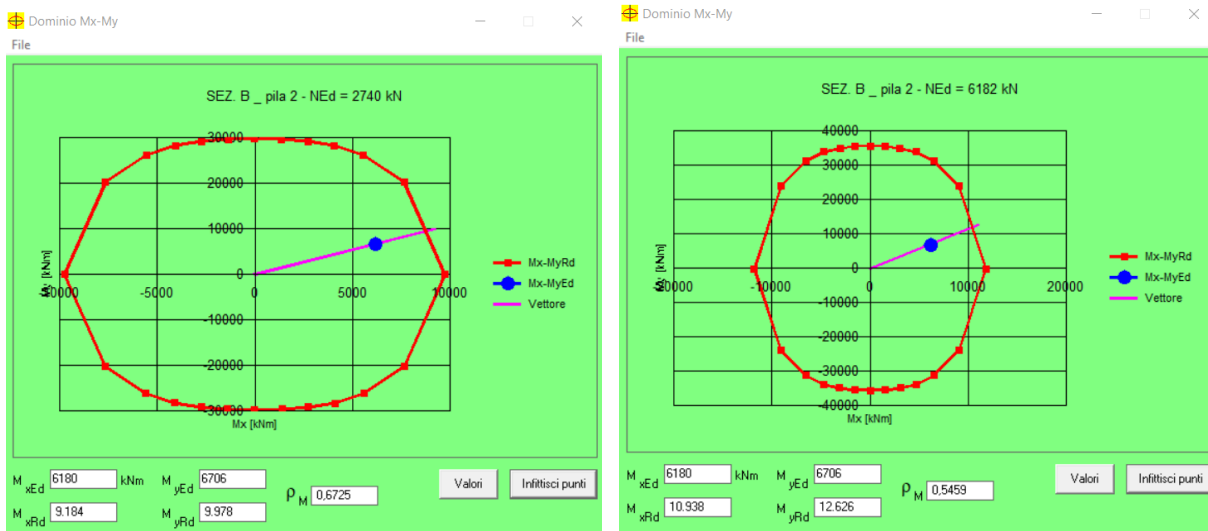 Dominio Mx-My
File
SEZ. B _ pila 2 - NEd = 2740 kN
30000
20000
10000
0
-10000
-20000
-30000
-5000
0
5000
10000
Mx [kNm]
Mx-MyRd
Mx-MyEd
Vettore
M xEd 6180 kNm M yEd 6706
ρ M 0,6725
M xRd 9.184 M yRd 9.978
Valori
Infittisci punti
Dominio Mx-My
File
SEZ. B _ pila 2 - NEd = 6182 kN
40000
30000
20000
10000
0
-10000
-20000
-30000
-40000
-10000
0
10000
20000
Mx [kNm]
Mx-MyRd
Mx-MyEd
Vettore
M xEd 6180 kNm M yEd 6706
ρ M 0,5459
M xRd 10.938 M yRd 12.626
Valori
Infittisci punti